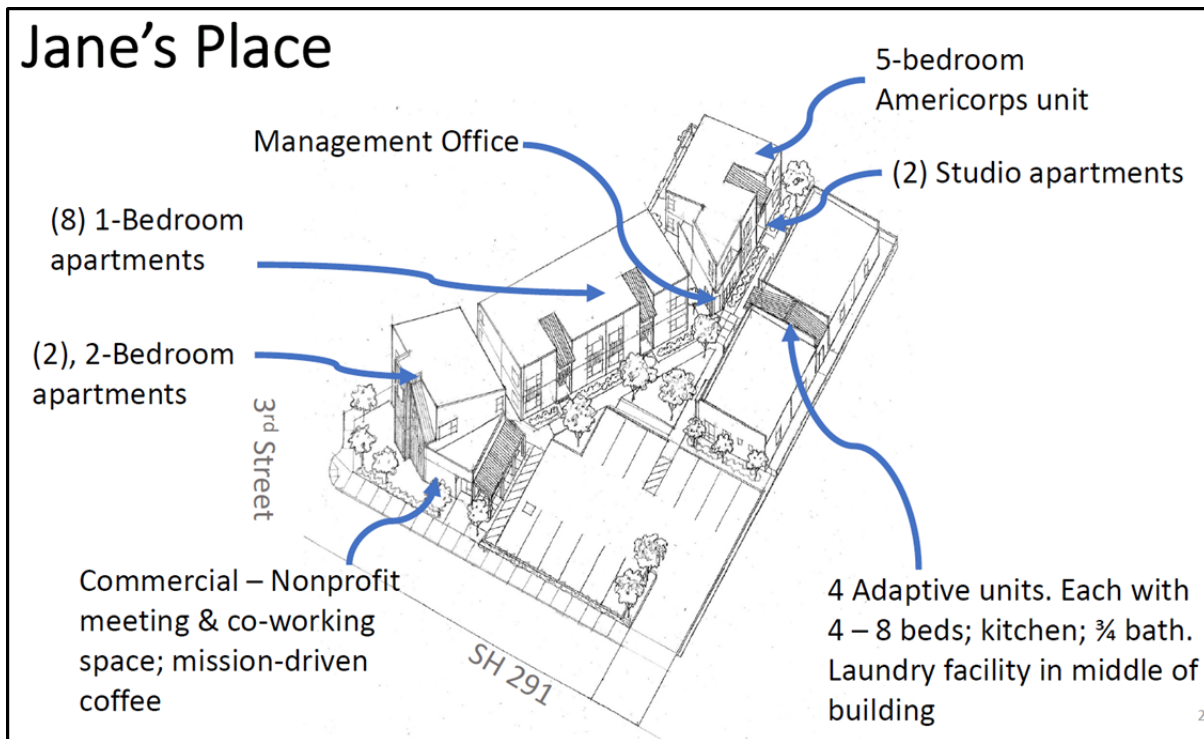 Jane's Place
5-bedroom
Americorps unit
Management Office
(2) Studio apartments
(8) 1-Bedroom
apartments
(2), 2-Bedroom
apartments
3rd Street
Commercial – Nonprofit
meeting & co-working
space; mission-driven
coffee
SH 291
4 Adaptive units. Each with
4 – 8 beds; kitchen; ¾ bath.
Laundry facility in middle of
building
2